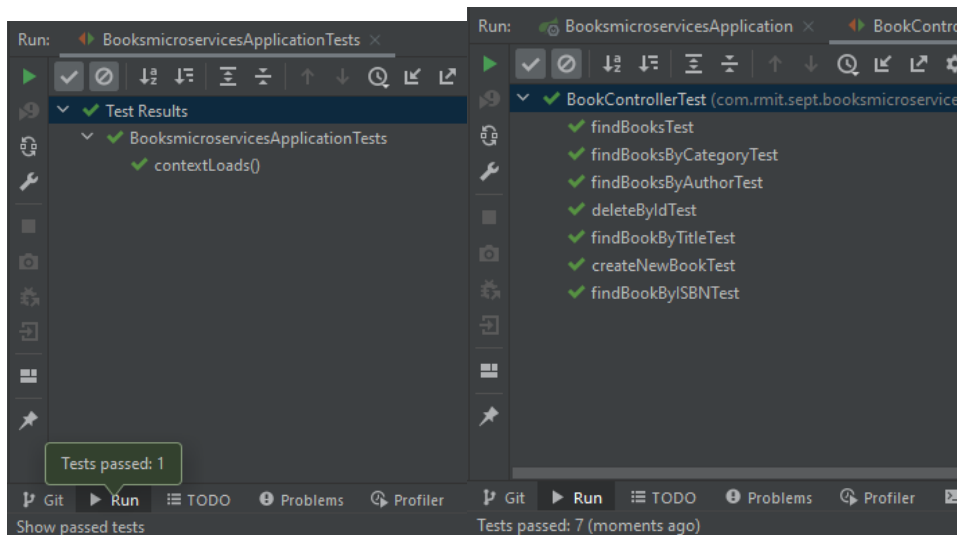 Run: BooksmicroservicesApplicationTests
Test Results
BooksmicroservicesApplicationTests
contextLoads()
Tests passed: 1
Git Run TODO Problems Profiler
Show passed tests
Run: BooksmicroservicesApplication BookContro
BookControllerTest (com.rmit.sept.booksmicroservice
findBooksTest
findBooksByCategoryTest
findBooksByAuthorTest
deleteByIdTest
findBookByTitleTest
createNewBookTest
findBookByISBNTest
Git Run TODO Problems Profiler
Tests passed: 7 (moments ago)